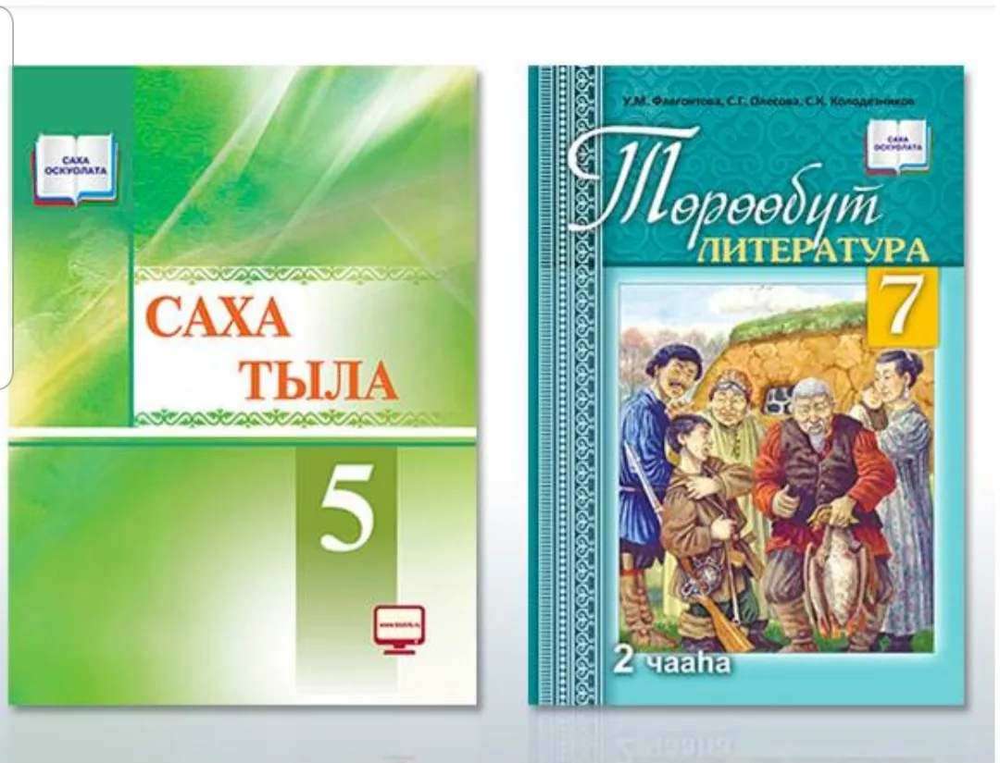 САХА
ОСКУОЛАТА
САХА
ТЫЛА
5
У.М. Флегонтова, С.Г. Олесова, С.К. Колодезников
САХА
ОСКУОЛАТА
Төрөөбүт
ЛИТЕРАТУРА
7
2 чааһа